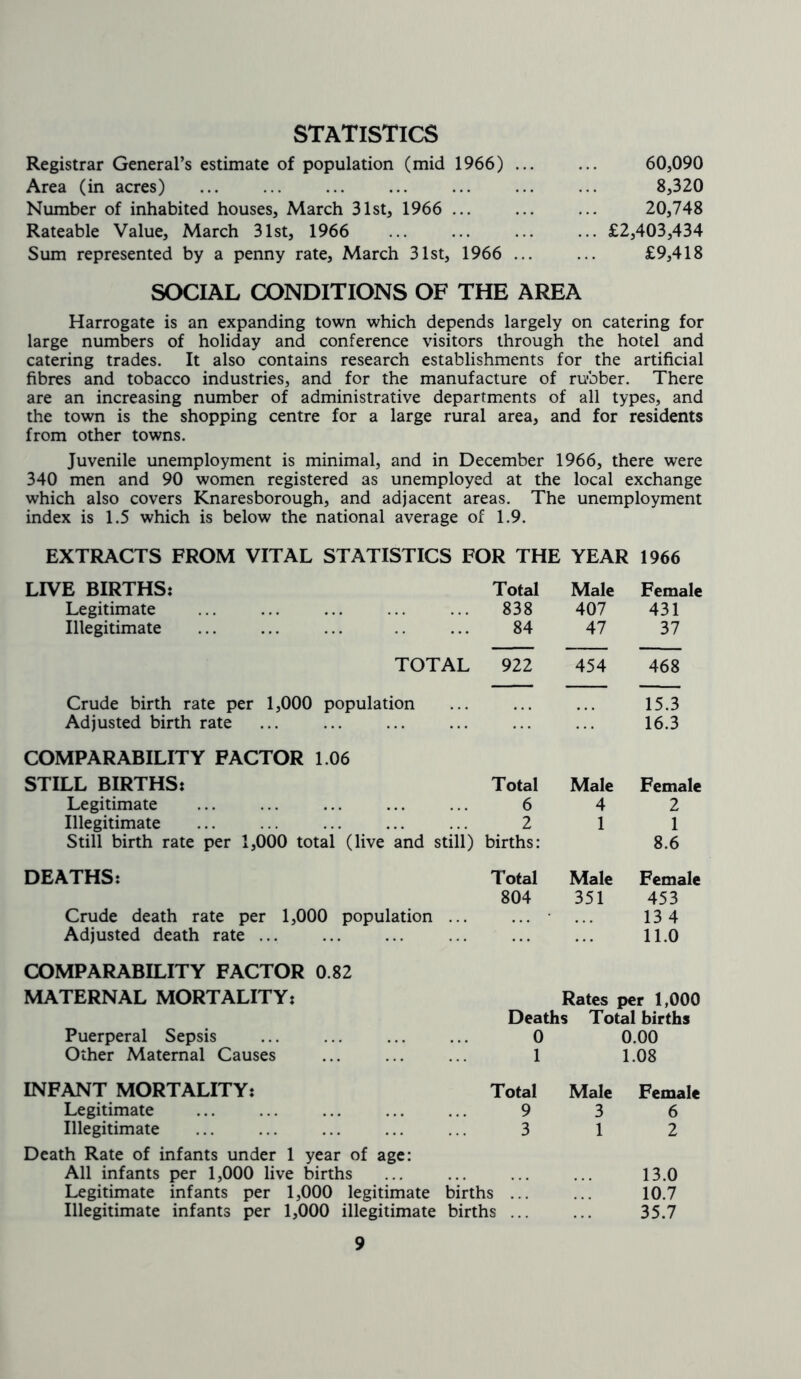 STATISTICS
Registrar General’s estimate of population (mid 1966) ... ... 60,090
Area (in acres) ... ... ... ... ... ... ... 8,320
Number of inhabited houses, March 31st, 1966 ... ... ... 20,748
Rateable Value, March 31st, 1966 ... ... ... ... £2,403,434
Sum represented by a penny rate, March 31st, 1966 ... ... £9,418
SOCIAL CONDITIONS OF THE AREA
Harrogate is an expanding town which depends largely on catering for
large numbers of holiday and conference visitors through the hotel and
catering trades. It also contains research establishments for the artificial
fibres and tobacco industries, and for the manufacture of rubber. There
are an increasing number of administrative departments of all types, and
the town is the shopping centre for a large rural area, and for residents
from other towns.
Juvenile unemployment is minimal, and in December 1966, there were
340 men and 90 women registered as unemployed at the local exchange
which also covers Knaresborough, and adjacent areas. The unemployment
index is 1.5 which is below the national average of 1.9.
EXTRACTS FROM VITAL STATISTICS FOR THE YEAR 1966
LIVE BIRTHS: Total Male Female
Legitimate ... ... ... ... ... 838 407 431
Illegitimate ... ... ... .. ... 84 47 37
TOTAL 922 454 468
Crude birth rate per 1,000 population ... ... ... 15.3
Adjusted birth rate ... ... ... ... ... ... 16.3
COMPARABILITY FACTOR 1.06
STILL BIRTHS: Total Male Female
Legitimate ... ... ... ... ... 6 4 2
Illegitimate ... ... ... ... ... 2 1 1
Still birth rate per 1,000 total (live and still) births: 8.6
DEATHS: Total Male Female
804 351 453
Crude death rate per 1,000 population ... ... ... 13 4
Adjusted death rate ... ... ... ... ... ... 11.0
COMPARABILITY FACTOR 0.82
MATERNAL MORTALITY: Rates per 1,000
Deaths Total births
Puerperal Sepsis ... ... ... ... 0 0.00
Other Maternal Causes ... ... ... 1 1.08
INFANT MORTALITY: Total Male Female
Legitimate ... ... ... ... ... 9 3 6
Illegitimate ... ... ... ... ... 3 1 2
Death Rate of infants under 1 year of age:
All infants per 1,000 live births ... ... ... ... 13.0
Legitimate infants per 1,000 legitimate births ... ... 10.7
Illegitimate infants per 1,000 illegitimate births ... ... 35.7
9